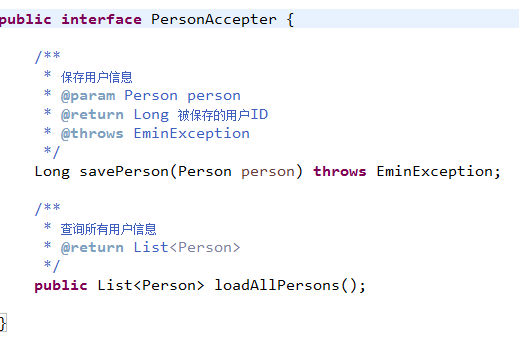 public interface PersonAccepter {
/**
* 保存用户信息
* @param Person person
* @return Long 被保存的用户ID
* @throws EminException
*/
Long savePerson(Person person) throws EminException;
/**
* 查询所有用户信息
* @return List<Person>
*/
public List<Person> loadAllPersons();
}